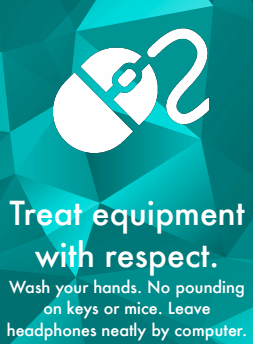 Treat equipment
with respect.
Wash your hands. No pounding
on keys or mice. Leave
headphones neatly by computer.